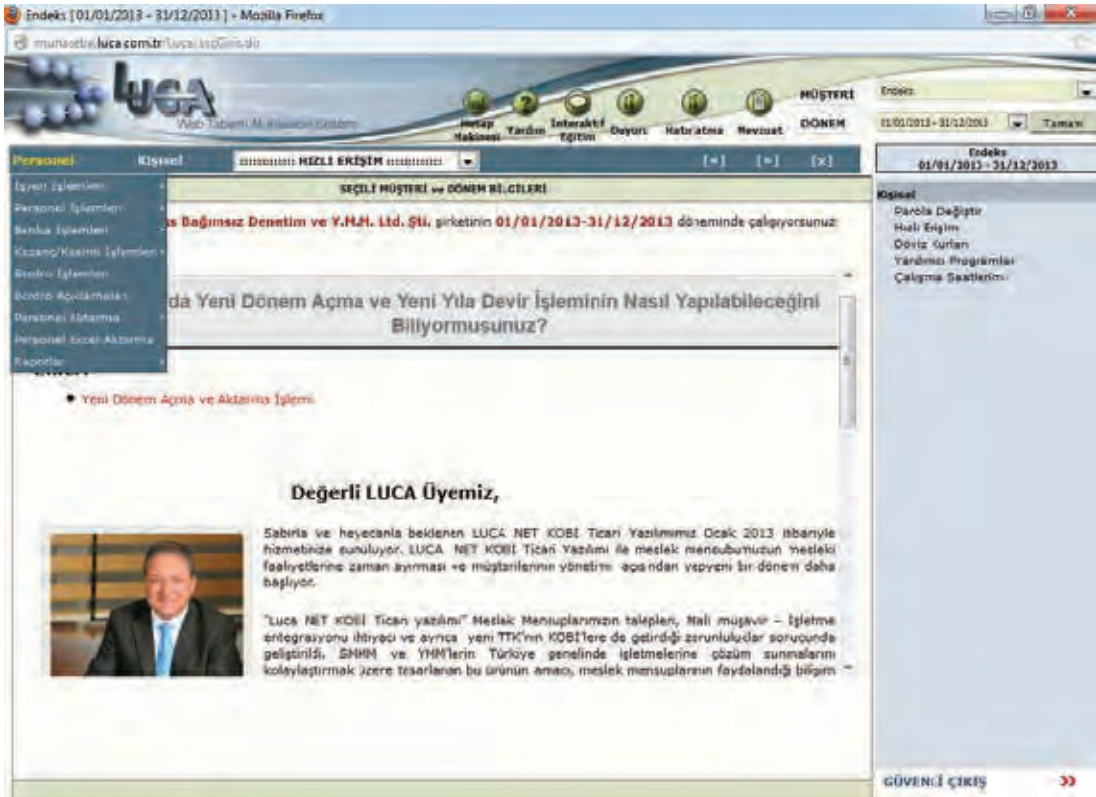 Endeks [ 01/01/2013 - 31/12/2013 ] - Mozilla Firefox
muhasebe.luca.com.tr/Luca/
LUCA
Web Tabanlı Muhasebe Sistemi
Hesap Makinesi
Yardım
İnteraktif Eğitim
Duyuru
Hatırlatma
Mevzuat
MÜŞTERİ
Endeks
DÖNEM
01/01/2013 - 31/12/2013
Tamam
Personel
Kişisel
HIZLI ERİŞİM
[x]
Endeks
01/01/2013 - 31/12/2013
İşyeri İşlemleri
Personel İşlemleri
Banka İşlemleri
Kazanç/Kesinti İşlemleri
Bordro İşlemleri
Personel Aktarma
Personel Excel Aktarma
Raporlar
SEÇİLİ MÜŞTERİ ve DÖNEM BİLGİLERİ
ks Bağımsız Denetim ve Y.M.M. Ltd. Şti. şirketinin 01/01/2013-31/12/2013 döneminde çalışıyorsunuz
da Yeni Dönem Açma ve Yeni Yıla Devir İşleminin Nasıl Yapılabileceğini
Biliyormusunuz?
Yeni Dönem Açma ve Aktarma İşlemi
Değerli LUCA Üyemiz,
Sabırla ve heyecanla beklenen LUCA NET KOBİ Ticari Yazılımımız Ocak 2013 itibariyle
hizmetinize sunuluyor. LUCA NET KOBİ Ticari Yazılımı ile meslek mensubumuzun mesleki
faaliyetlerine zaman ayırması ve müşterilerinin yönetimi açısından yepyeni bir dönem daha
başlıyor.
"Luca NET KOBİ Ticari yazılımı" Meslek Mensuplarımızın talepleri, Mali müşavir – İşletme
entegrasyonu ihtiyacı ve ayrıca yeni TTK'nın KOBİ'lere de getirdiği zorunluluklar sonucunda
geliştirildi. SMMM ve YMM'lerin Türkiye genelinde işletmelerine çözüm sunmalarını
kolaylaştırmak üzere tasarlanan bu ürünün amacı, meslek mensuplarının faydalandığı bilişim
Kişisel
Parola Değiştir
Hızlı Erişim
Döviz Kurları
Yardımcı Programlar
Çalışma Saatlerim
GÜVENLİ ÇIKIŞ